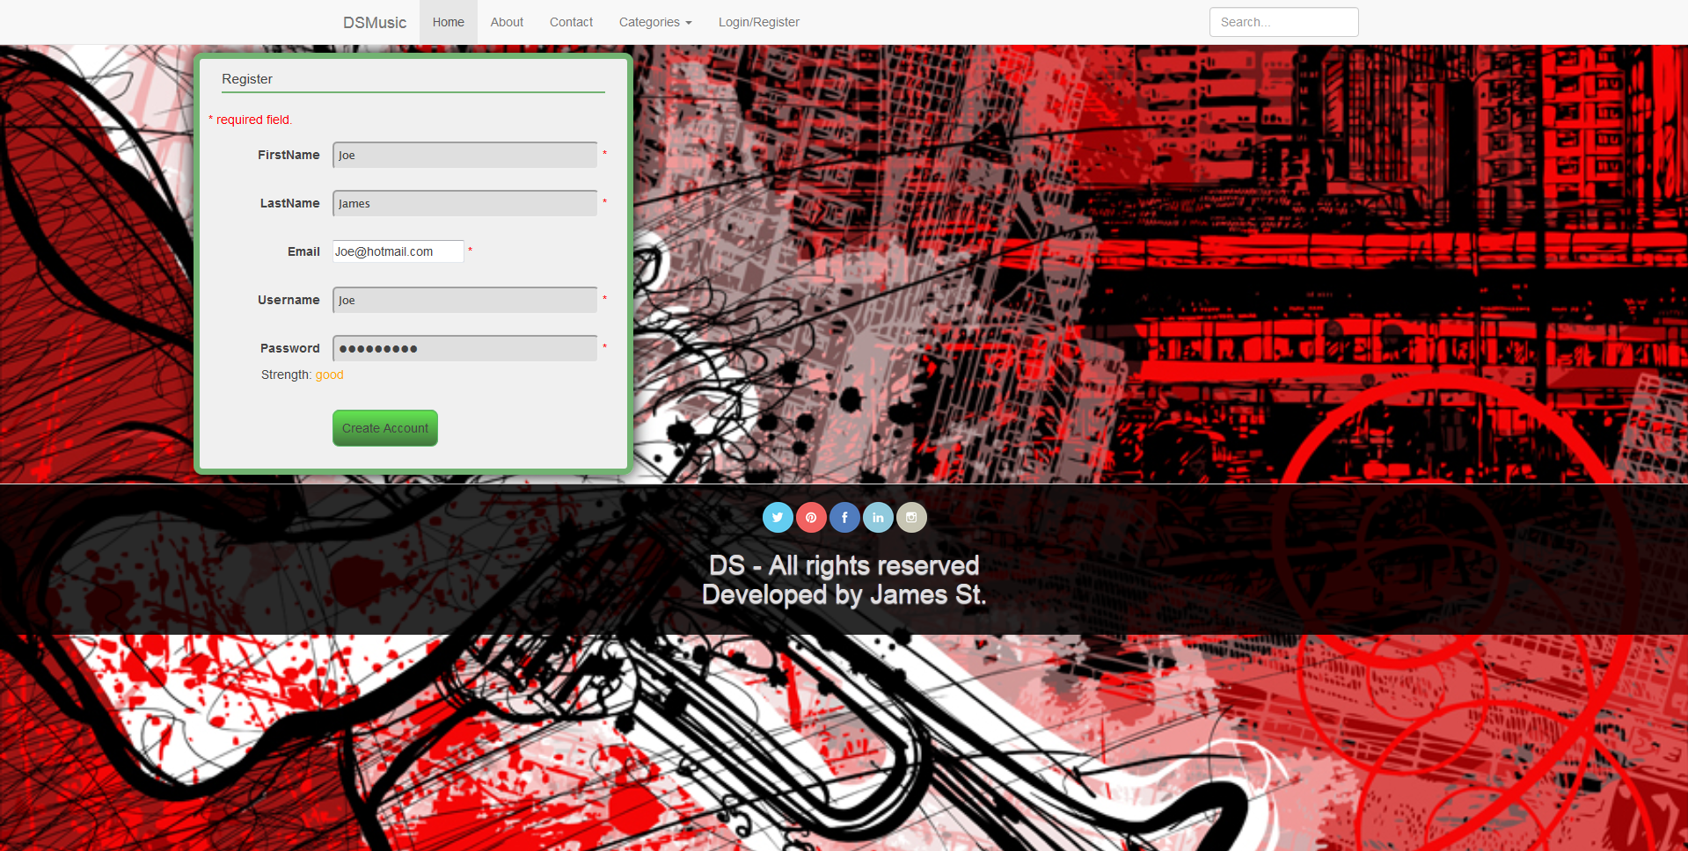 DSMusic Home About Contact Categories Login/Register Search...
Register
* required field.
FirstName Joe *
LastName James *
Email Joe@hotmail.com *
Username Joe *
Password ●●●●●●●●● *
Strength: good
Create Account
DS - All rights reserved
Developed by James St.